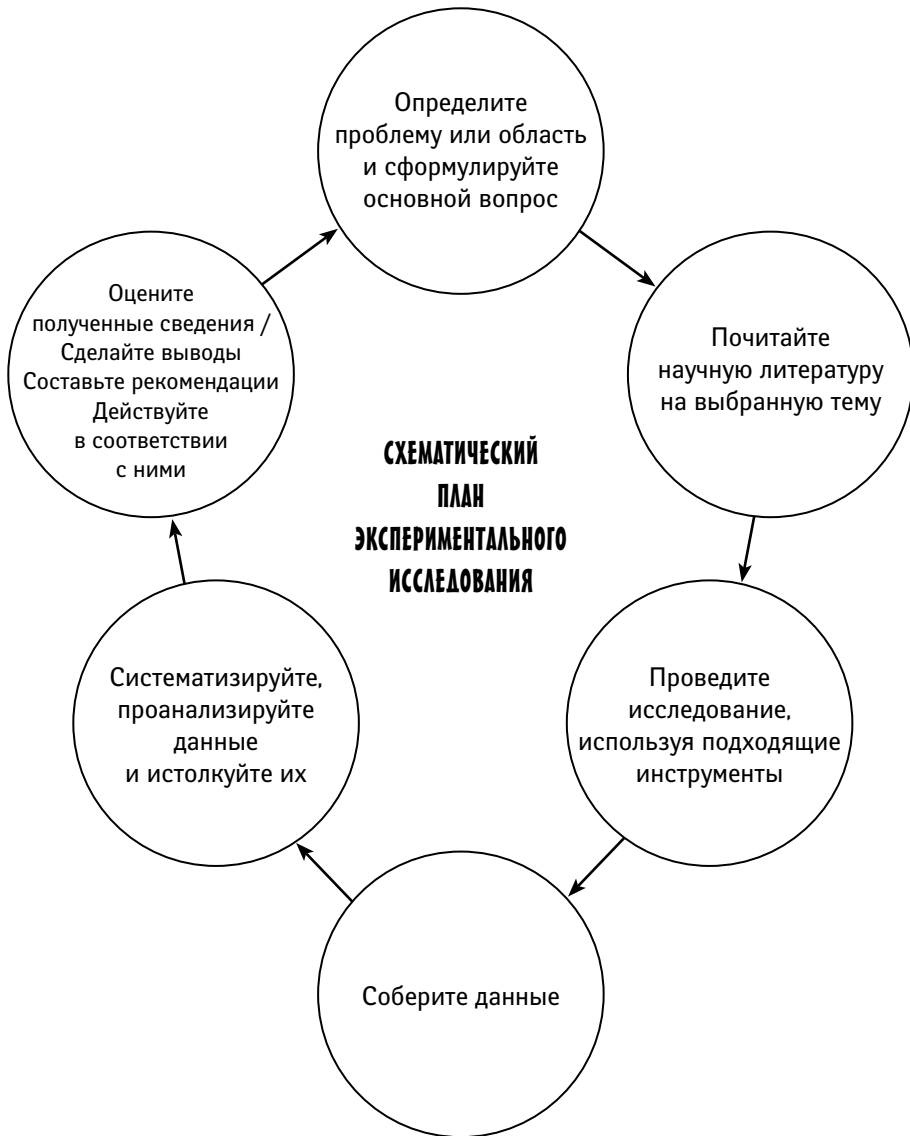 Определите
проблему или область
и сформулируйте
основной вопрос
Почитайте
научную литературу
на выбранную тему
Проведите
исследование,
используя подходящие
инструменты
Соберите данные
Систематизируйте,
проанализируйте
данные
и истолкуйте их
Оцените
полученные сведения /
Сделайте выводы
Составьте рекомендации
Действуйте
в соответствии
с ними
СХЕМАТИЧЕСКИЙ
ПЛАН
ЭКСПЕРИМЕНТАЛЬНОГО
ИССЛЕДОВАНИЯ